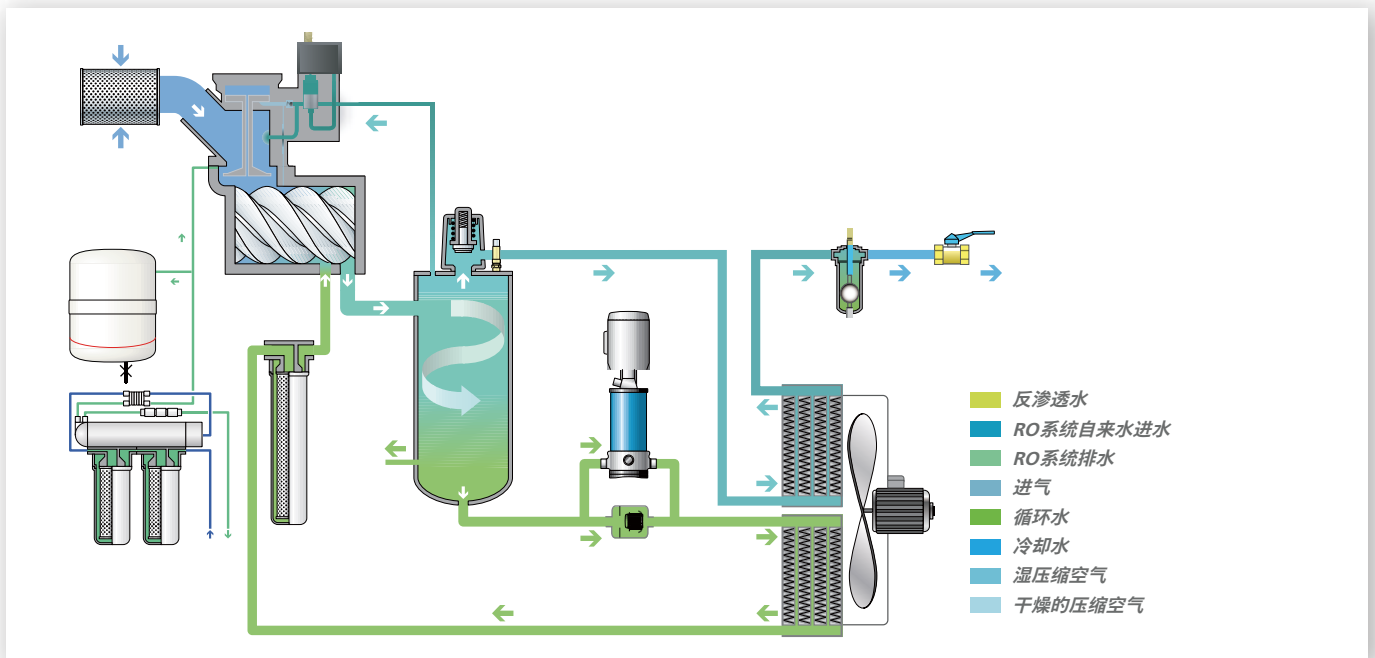 反渗透水
RO系统自来水进水
RO系统排水
进气
循环水
冷却水
湿压缩空气
干燥的压缩空气